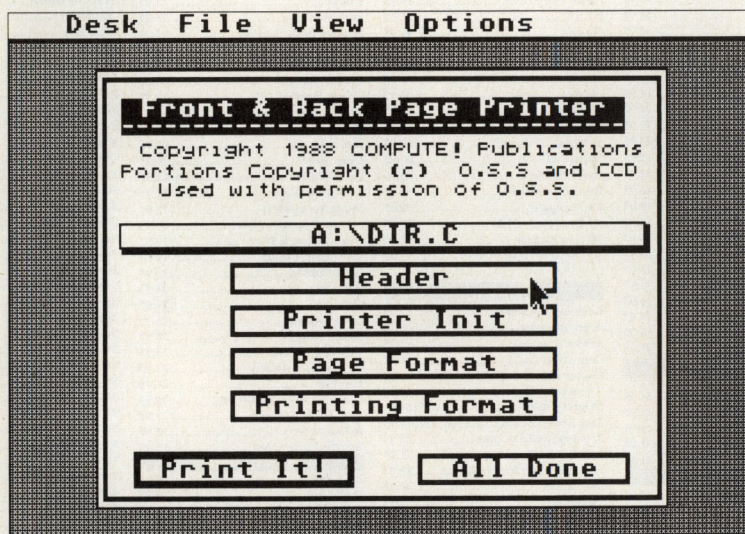 Desk File View Options
Front & Back Page Printer
Copyright 1988 COMPUTE! Publications
Portions Copyright (c) O.S.S and CCD
Used with permission of O.S.S.
A:\DIR.C
Header
Printer Init
Page Format
Printing Format
Print It! All Done